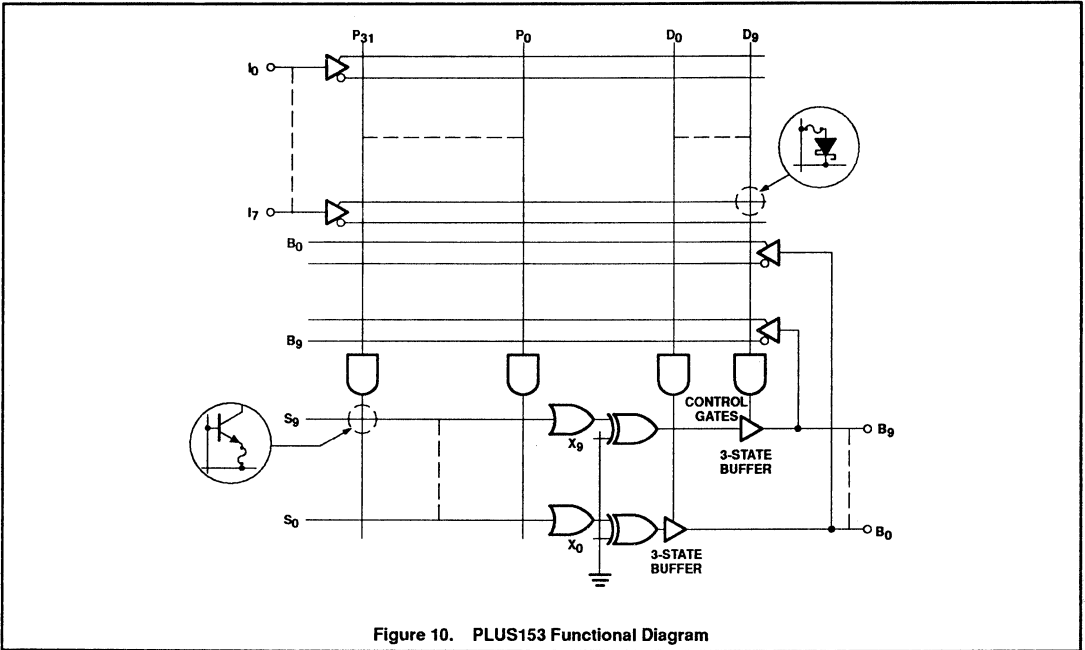 P31 P0 D0 D9
I0
I7
B0
B9
CONTROL
GATES
S9
X9
B9
3-STATE
BUFFER
S0
X0
B0
3-STATE
BUFFER
Figure 10. PLUS153 Functional Diagram